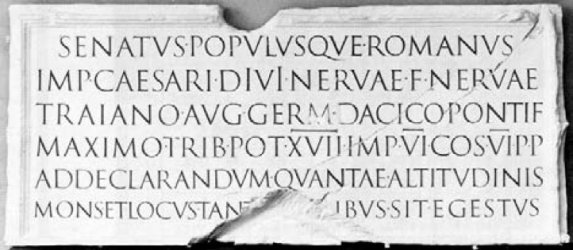 SENATVS·POPVLVSQVE·ROMANVS
IMP·CAESARI·DIVI·NERVAE·F·NERVAE
TRAIANO·AVG·GERM·DACICO·PONTIF
MAXIMO·TRIB·POT·XVII·IMP·VI·COS·VI·P·P
AD·DECLARANDVM·QVANTAE·ALTITVDINIS
MONS·ET·LOCVS·TAN IBVS·SIT·EGESTVS